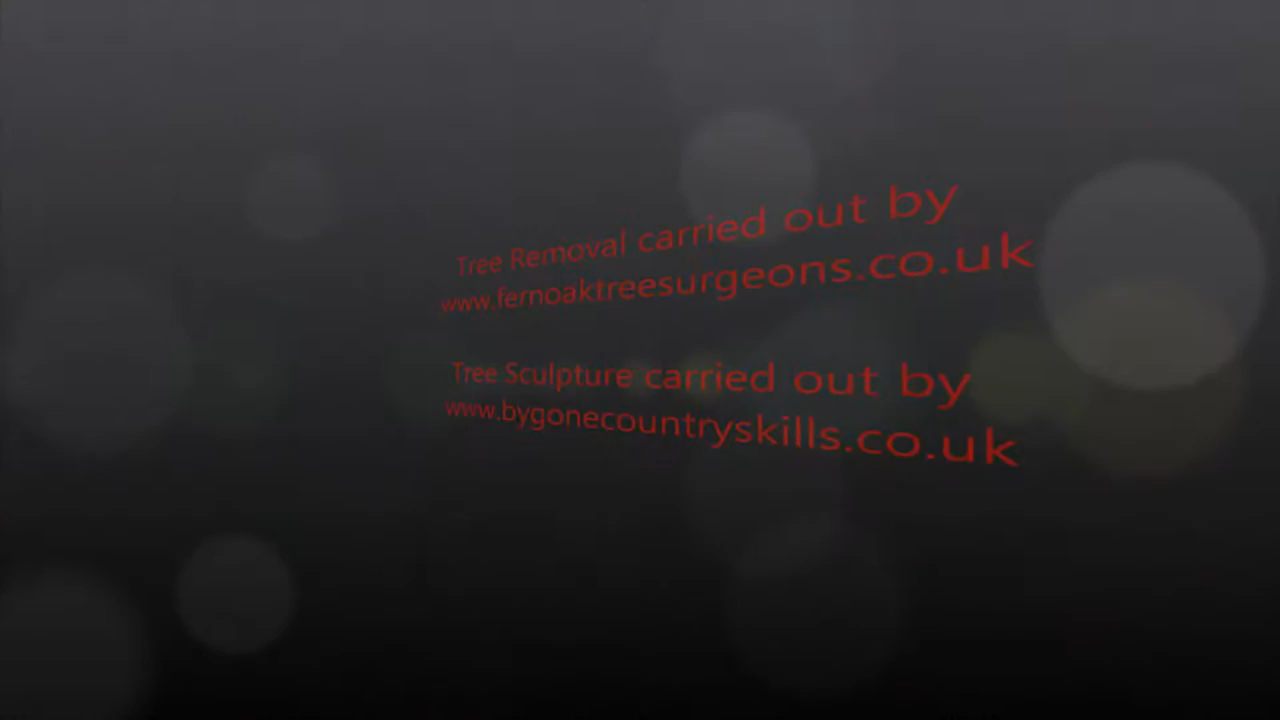 Tree Removal carried out by
www.fernoaktreesurgeons.co.uk
Tree Sculpture carried out by
www.bygonecountryskills.co.uk